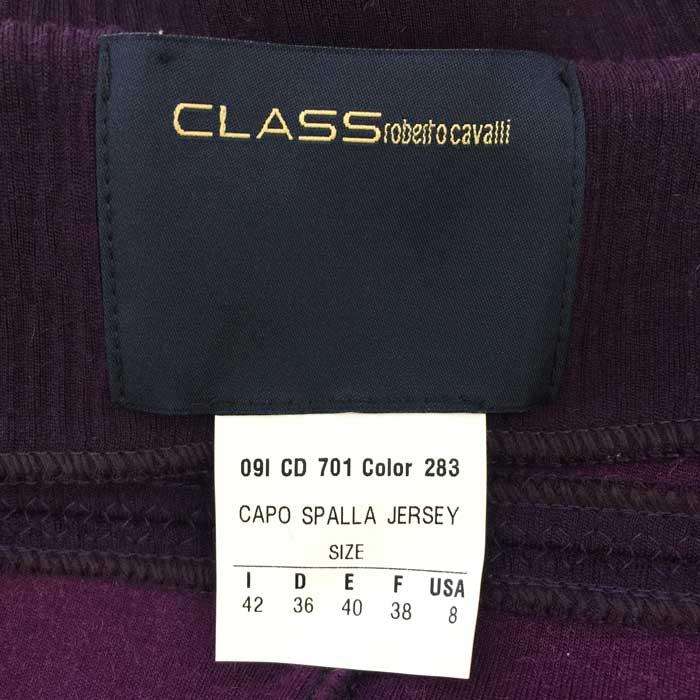 CLASS roberto cavalli
09I CD 701 Color 283
CAPO SPALLA JERSEY
SIZE
I D E F USA
42 36 40 38 8